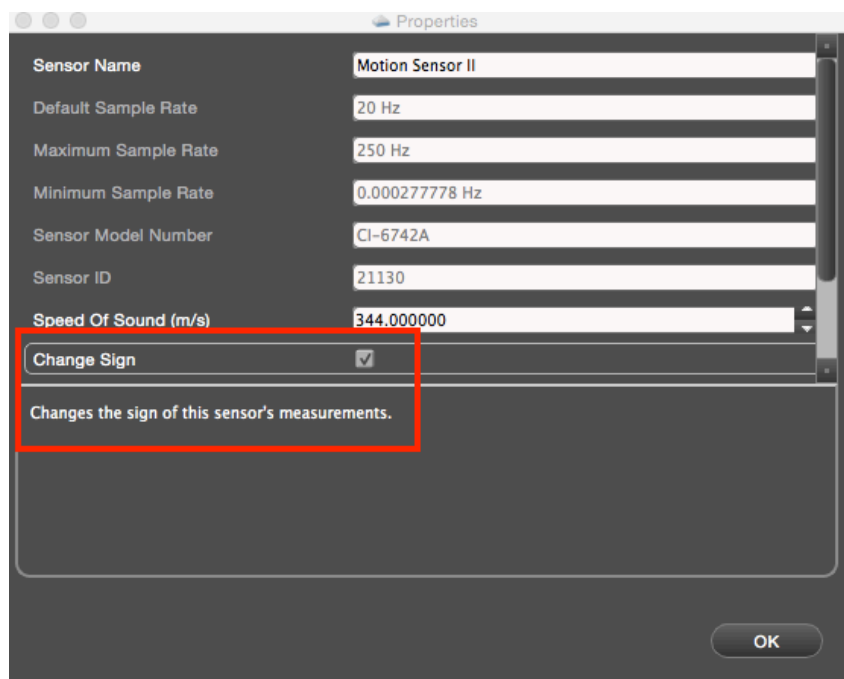 Properties
Sensor Name Motion Sensor II
Default Sample Rate 20 Hz
Maximum Sample Rate 250 Hz
Minimum Sample Rate 0.000277778 Hz
Sensor Model Number CI-6742A
Sensor ID 21130
Speed Of Sound (m/s) 344.000000
Change Sign
Changes the sign of this sensor's measurements.
OK